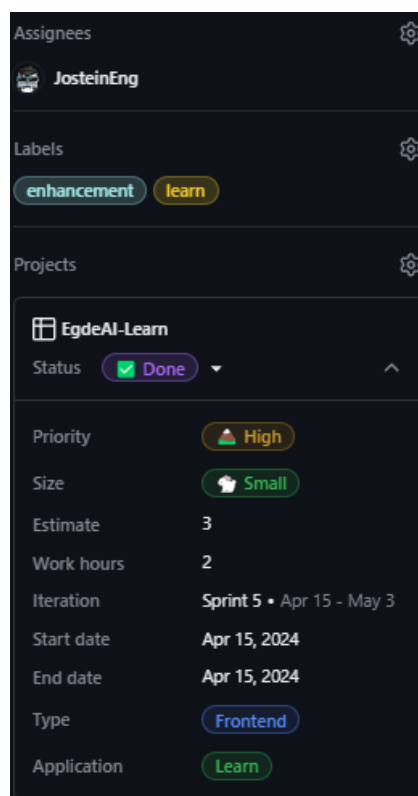 Assignees
JosteinEng
Labels
enhancement learn
Projects
EgdeAI-Learn
Status Done
Priority High
Size Small
Estimate 3
Work hours 2
Iteration Sprint 5 • Apr 15 - May 3
Start date Apr 15, 2024
End date Apr 15, 2024
Type Frontend
Application Learn